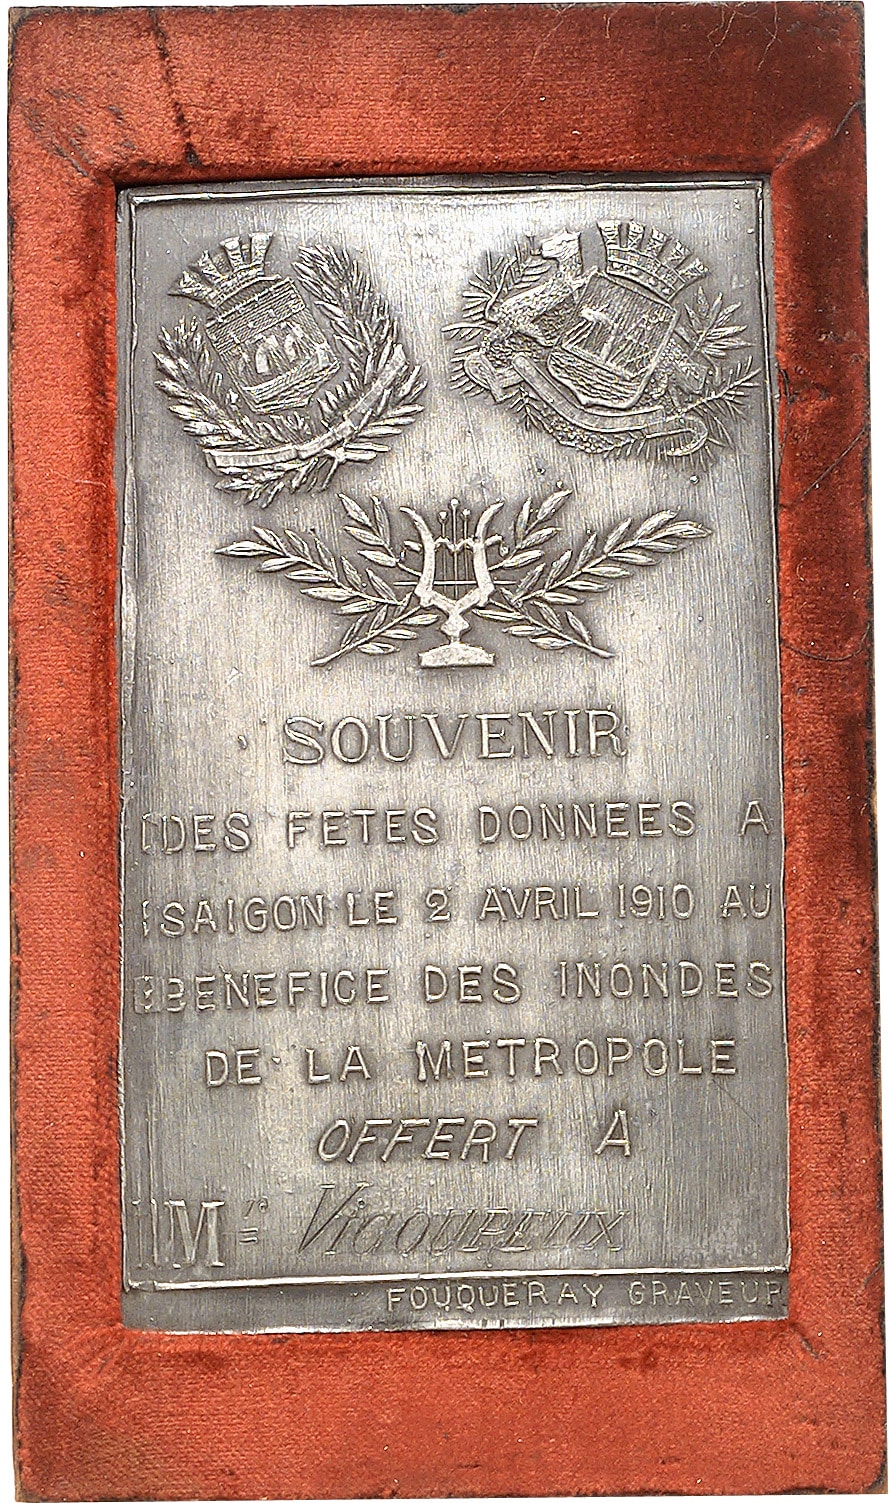 SOUVENIR
DES FETES DONNEES A
SAIGON LE 2 AVRIL 1910 AU
BENEFICE DES INONDES
DE LA METROPOLE
OFFERT A
Mr Vigoureux
FOUQUERAY GRAVEUR